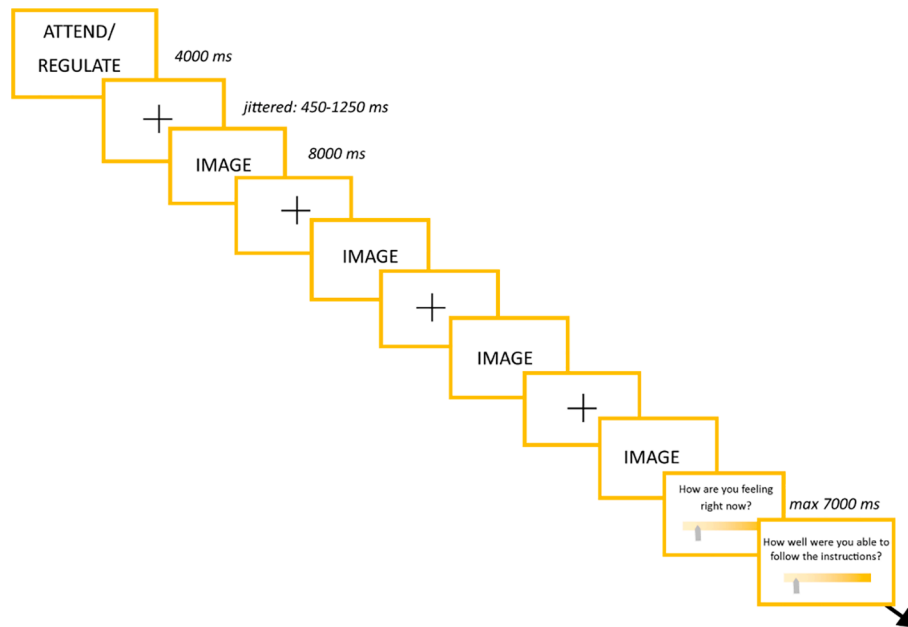 ATTEND/
REGULATE
4000 ms
jittered: 450-1250 ms
IMAGE
8000 ms
IMAGE
IMAGE
IMAGE
How are you feeling
right now?
max 7000 ms
How well were you able to
follow the instructions?